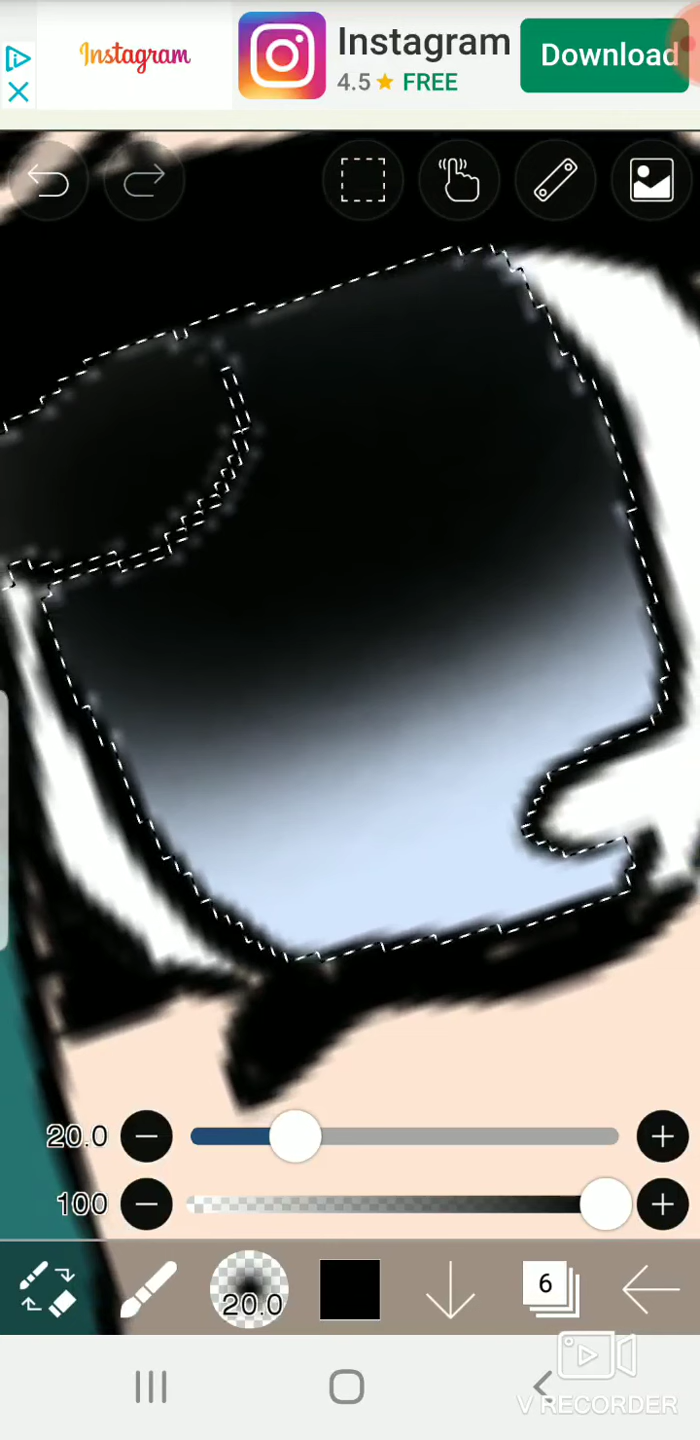 Instagram
Instagram
4.5 ★ FREE
Download
20.0
100
20.0
6
V RECORDER